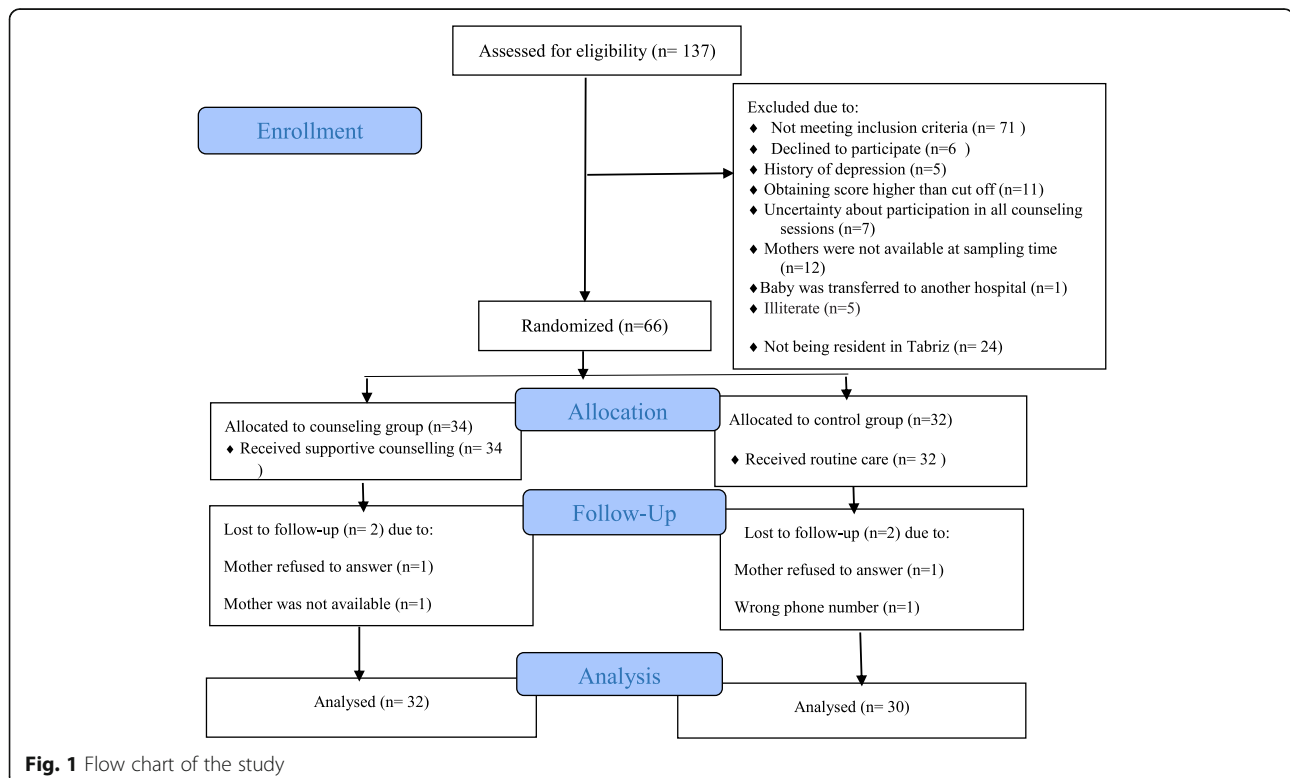 Assessed for eligibility (n= 137)
Enrollment
Excluded due to:
♦ Not meeting inclusion criteria (n= 71 )
♦ Declined to participate (n=6 )
♦ History of depression (n=5)
♦ Obtaining score higher than cut off (n=11)
♦ Uncertainty about participation in all counseling
sessions (n=7)
♦ Mothers were not available at sampling time
(n=12)
♦Baby was transferred to another hospital (n=1)
♦ Illiterate (n=5)
♦ Not being resident in Tabriz (n= 24)
Randomized (n=66)
Allocation
Allocated to counseling group (n=34)
♦ Received supportive counselling (n= 34
)
Allocated to control group (n=32)
♦ Received routine care (n= 32 )
Follow-Up
Lost to follow-up (n= 2) due to:
Mother refused to answer (n=1)
Mother was not available (n=1)
Lost to follow-up (n=2) due to:
Mother refused to answer (n=1)
Wrong phone number (n=1)
Analysis
Analysed (n= 32)
Analysed (n= 30)
Fig. 1 Flow chart of the study